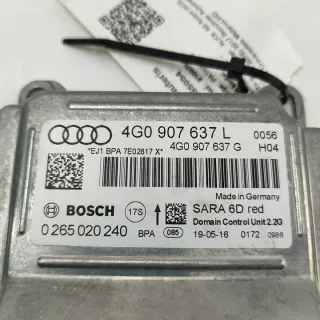 4G0 907 637 L 0056
*EJ1 BPA 7E02817 X* 4G0 907 637 G H04
Made in Germany
BOSCH 17S SARA 6D red
Domain Control Unit 2.2G
0 265 020 240 BPA 085 19-05-16 0172 0986